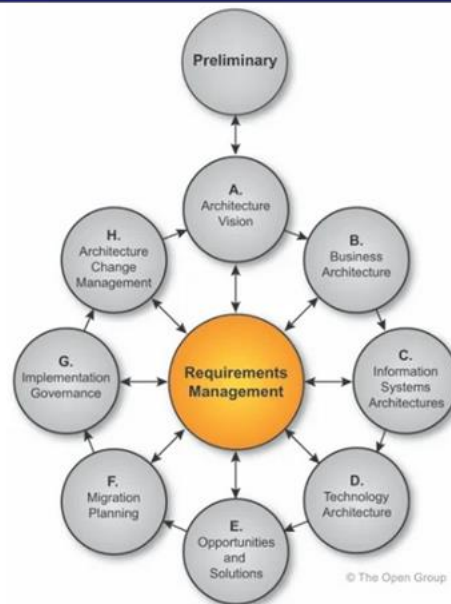 Preliminary
A.
Architecture
Vision
B.
Business
Architecture
C.
Information
Systems
Architectures
D.
Technology
Architecture
E.
Opportunities
and
Solutions
F.
Migration
Planning
G.
Implementation
Governance
H.
Architecture
Change
Management
Requirements
Management
© The Open Group